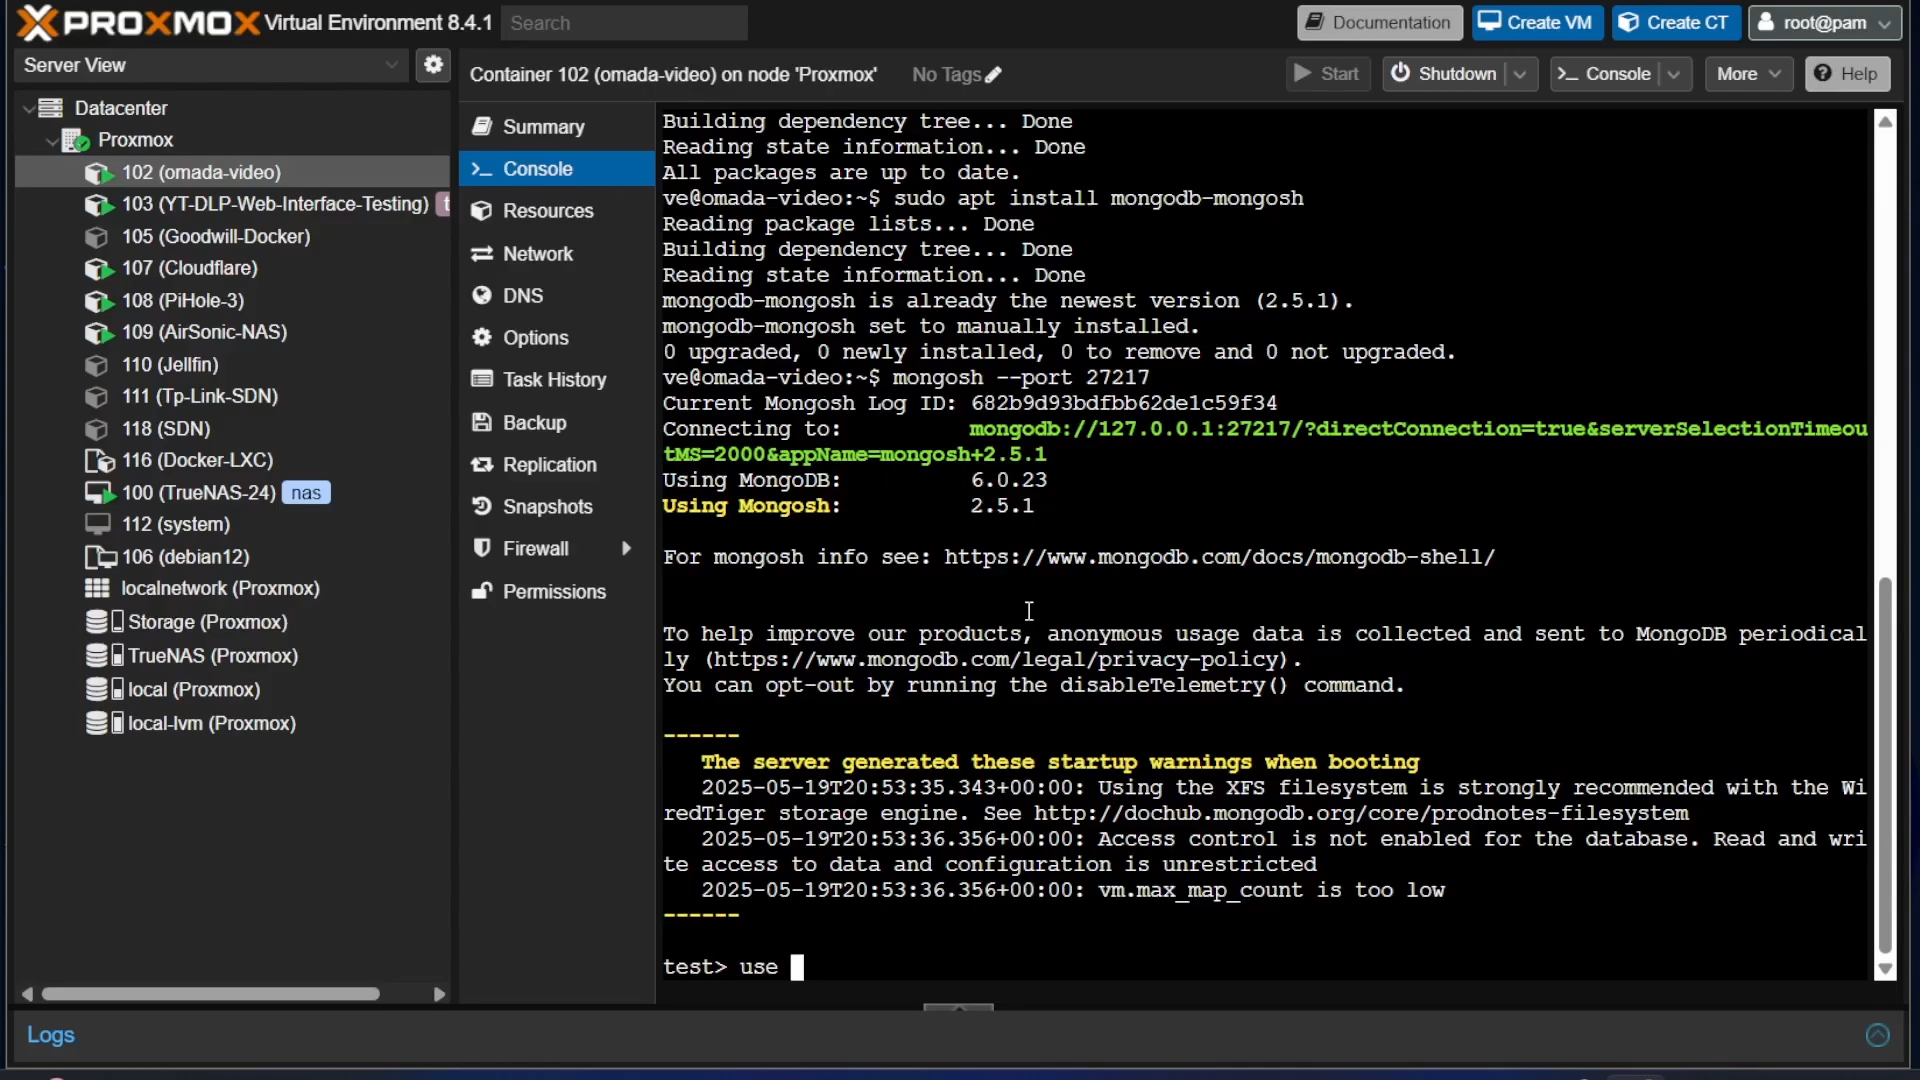 PROXMOX Virtual Environment 8.4.1
Search
Documentation
Create VM
Create CT
root@pam
Server View
Datacenter
Proxmox
102 (omada-video)
103 (YT-DLP-Web-Interface-Testing) t
105 (Goodwill-Docker)
107 (Cloudflare)
108 (PiHole-3)
109 (AirSonic-NAS)
110 (Jellfin)
111 (Tp-Link-SDN)
118 (SDN)
116 (Docker-LXC)
100 (TrueNAS-24) nas
112 (system)
106 (debian12)
localnetwork (Proxmox)
Storage (Proxmox)
TrueNAS (Proxmox)
local (Proxmox)
local-lvm (Proxmox)
Container 102 (omada-video) on node 'Proxmox'
No Tags
Start
Shutdown
>_ Console
More
Help
Summary
>_ Console
Resources
Network
DNS
Options
Task History
Backup
Replication
Snapshots
Firewall
Permissions
Building dependency tree... Done
Reading state information... Done
All packages are up to date.
ve@omada-video:~$ sudo apt install mongodb-mongosh
Reading package lists... Done
Building dependency tree... Done
Reading state information... Done
mongodb-mongosh is already the newest version (2.5.1).
mongodb-mongosh set to manually installed.
0 upgraded, 0 newly installed, 0 to remove and 0 not upgraded.
ve@omada-video:~$ mongosh --port 27217
Current Mongosh Log ID: 682b9d93bdfbb62de1c59f34
Connecting to: mongodb://127.0.0.1:27217/?directConnection=true&serverSelectionTimeou
tMS=2000&appName=mongosh+2.5.1
Using MongoDB: 6.0.23
Using Mongosh: 2.5.1
For mongosh info see: https://www.mongodb.com/docs/mongodb-shell/
To help improve our products, anonymous usage data is collected and sent to MongoDB periodical
ly (https://www.mongodb.com/legal/privacy-policy).
You can opt-out by running the disableTelemetry() command.
------
The server generated these startup warnings when booting
2025-05-19T20:53:35.343+00:00: Using the XFS filesystem is strongly recommended with the Wi
redTiger storage engine. See http://dochub.mongodb.org/core/prodnotes-filesystem
2025-05-19T20:53:36.356+00:00: Access control is not enabled for the database. Read and wri
te access to data and configuration is unrestricted
2025-05-19T20:53:36.356+00:00: vm.max_map_count is too low
------
test> use
Logs